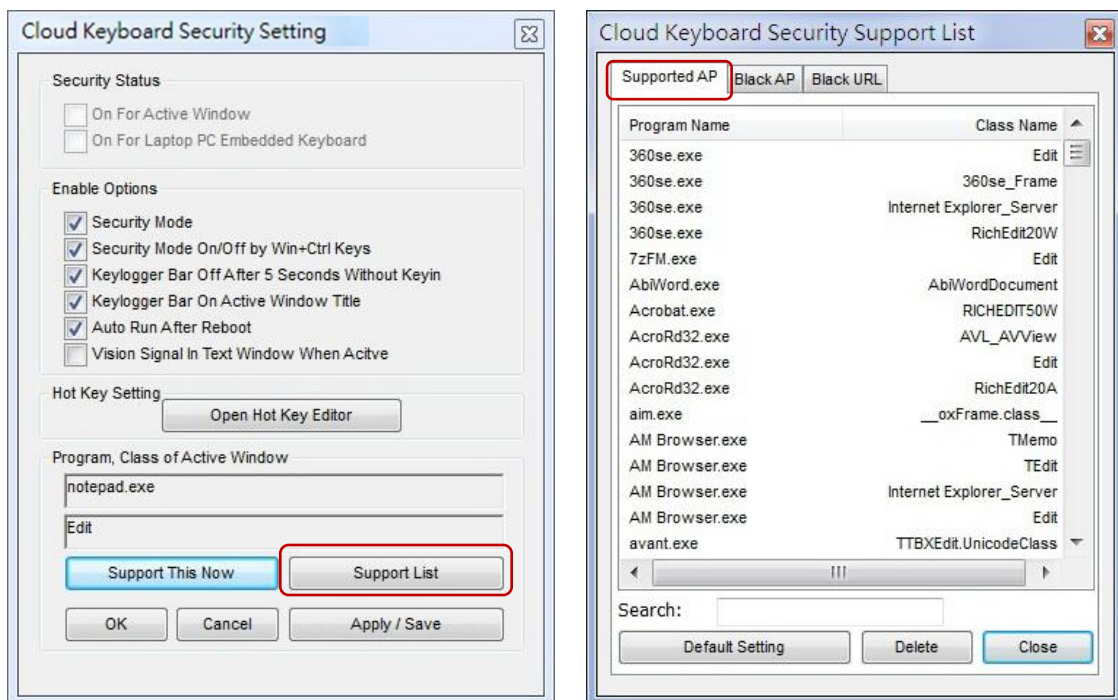 Cloud Keyboard Security Setting
Security Status
On For Active Window
On For Laptop PC Embedded Keyboard
Enable Options
Security Mode
Security Mode On/Off by Win+Ctrl Keys
Keylogger Bar Off After 5 Seconds Without Keyin
Keylogger Bar On Active Window Title
Auto Run After Reboot
Vision Signal In Text Window When Acitve
Hot Key Setting
Open Hot Key Editor
Program, Class of Active Window
notepad.exe
Edit
Support This Now Support List
OK Cancel Apply / Save
Cloud Keyboard Security Support List
Supported AP Black AP Black URL
Program Name Class Name
360se.exe Edit
360se.exe 360se_Frame
360se.exe Internet Explorer_Server
360se.exe RichEdit20W
7zFM.exe Edit
AbiWord.exe AbiWordDocument
Acrobat.exe RICHEDIT50W
AcroRd32.exe AVL_AVView
AcroRd32.exe Edit
AcroRd32.exe RichEdit20A
aim.exe __oxFrame.class__
AM Browser.exe TMemo
AM Browser.exe TEdit
AM Browser.exe Internet Explorer_Server
AM Browser.exe Edit
avant.exe TTBXEdit.UnicodeClass
Search:
Default Setting Delete Close